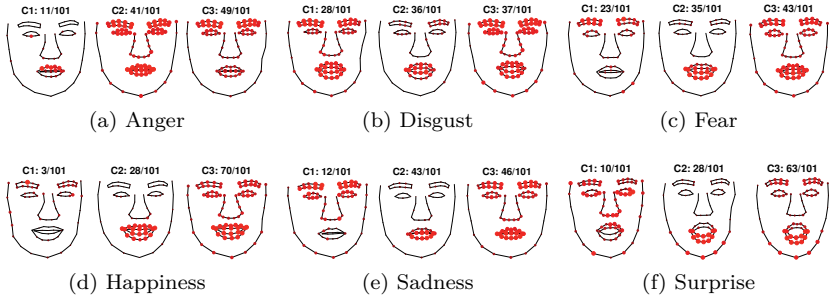 C1: 11/101 C2: 41/101 C3: 49/101 C1: 28/101 C2: 36/101 C3: 37/101 C1: 23/101 C2: 35/101 C3: 43/101
(a) Anger (b) Disgust (c) Fear
C1: 3/101 C2: 28/101 C3: 70/101 C1: 12/101 C2: 43/101 C3: 46/101 C1: 10/101 C2: 28/101 C3: 63/101
(d) Happiness (e) Sadness (f) Surprise